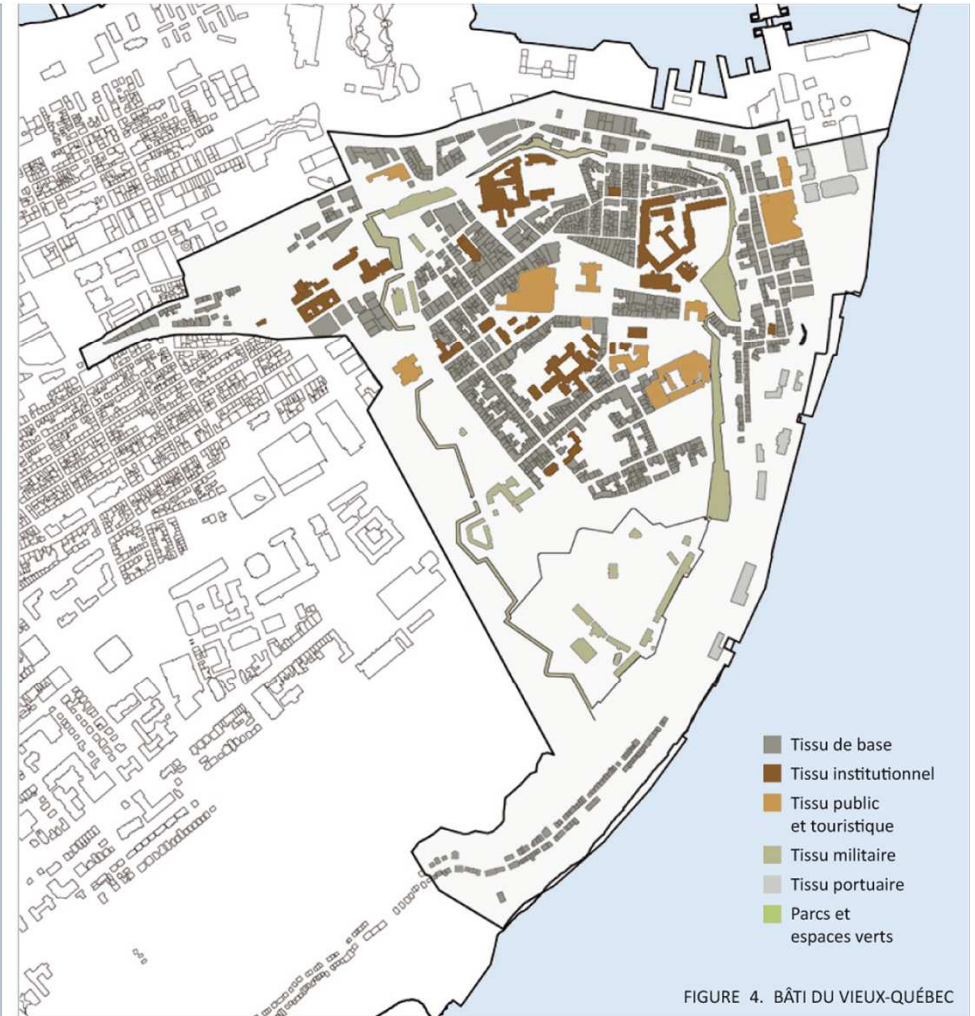 Tissu de base
Tissu institutionnel
Tissu public
et touristique
Tissu militaire
Tissu portuaire
Parcs et
espaces verts
FIGURE 4. BÂTI DU VIEUX-QUÉBEC